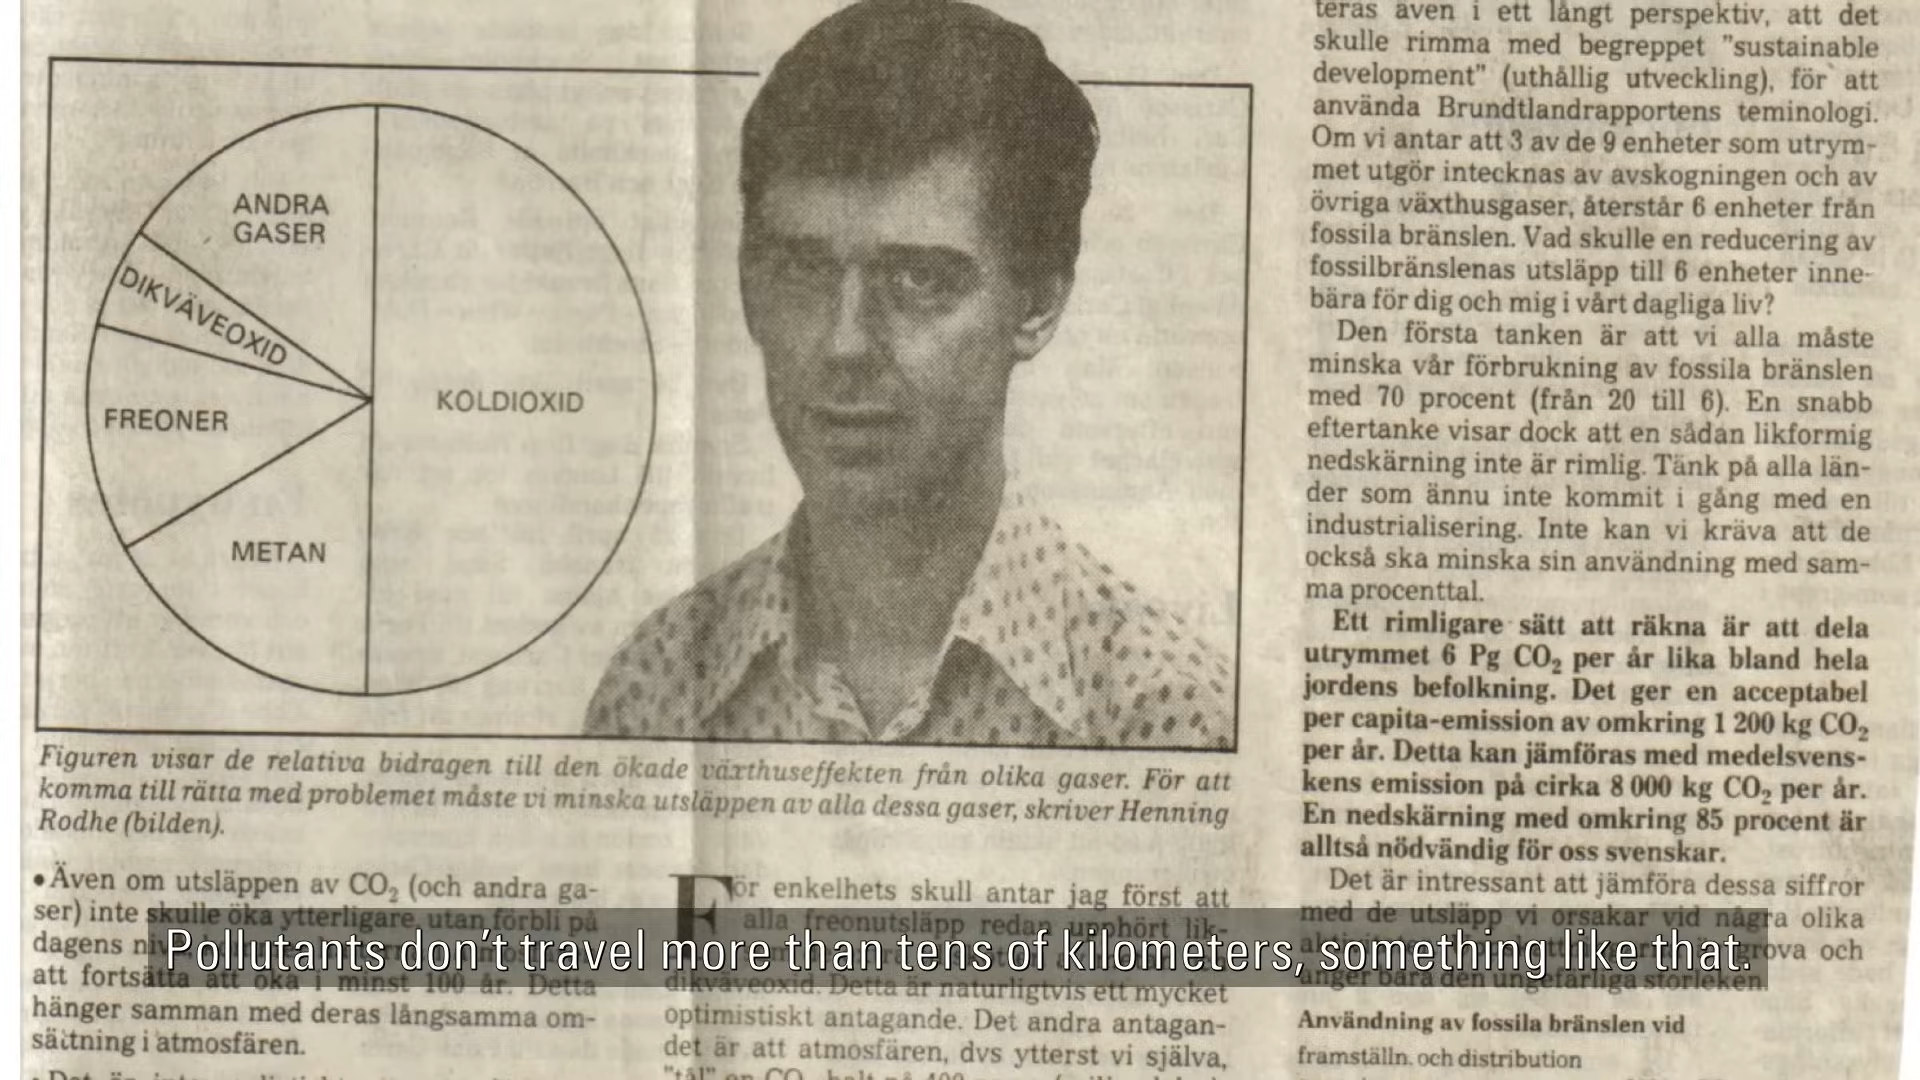 ANDRA
GASER
DIKVÄVEOXID
FREONER
METAN
KOLDIOXID
Figuren visar de relativa bidragen till den ökade växthuseffekten från olika gaser. För att
komma till rätta med problemet måste vi minska utsläppen av alla dessa gaser, skriver Henning
Rodhe (bilden).
•Även om utsläppen av CO₂ (och andra ga-
ser) inte skulle öka ytterligare, utan förbli på
dagens
att fortsätta att öka i minst 100 år. Detta
hänger samman med deras långsamma om-
sättning i atmosfären.
För enkelhets skull antar jag först att
alla freonutsläpp redan upphört lik-
dikväveoxid. Detta är naturligtvis ett mycket
optimistiskt antagande. Det andra antagan-
det är att atmosfären, dvs ytterst vi själva,
teras även i ett långt perspektiv, att det
skulle rimma med begreppet "sustainable
development" (uthållig utveckling), för att
använda Brundtlandrapportens teminologi.
Om vi antar att 3 av de 9 enheter som utrym-
met utgör intecknas av avskogningen och av
övriga växthusgaser, återstår 6 enheter från
fossila bränslen. Vad skulle en reducering av
fossilbränslenas utsläpp till 6 enheter inne-
bära för dig och mig i vårt dagliga liv?
Den första tanken är att vi alla måste
minska vår förbrukning av fossila bränslen
med 70 procent (från 20 till 6). En snabb
eftertanke visar dock att en sådan likformig
nedskärning inte är rimlig. Tänk på alla län-
der som ännu inte kommit i gång med en
industrialisering. Inte kan vi kräva att de
också ska minska sin användning med sam-
ma procenttal.
Ett rimligare sätt att räkna är att dela
utrymmet 6 Pg CO₂ per år lika bland hela
jordens befolkning. Det ger en acceptabel
per capita-emission av omkring 1 200 kg CO₂
per år. Detta kan jämföras med medelsvens-
kens emission på cirka 8 000 kg CO₂ per år.
En nedskärning med omkring 85 procent är
alltså nödvändig för oss svenskar.
Det är intressant att jämföra dessa siffror
med de utsläpp vi orsakar vid några olika
grova och
anger bara den ungefärliga storleken.
Användning av fossila bränslen vid
framställn. och distribution
Pollutants don't travel more than tens of kilometers, something like that.